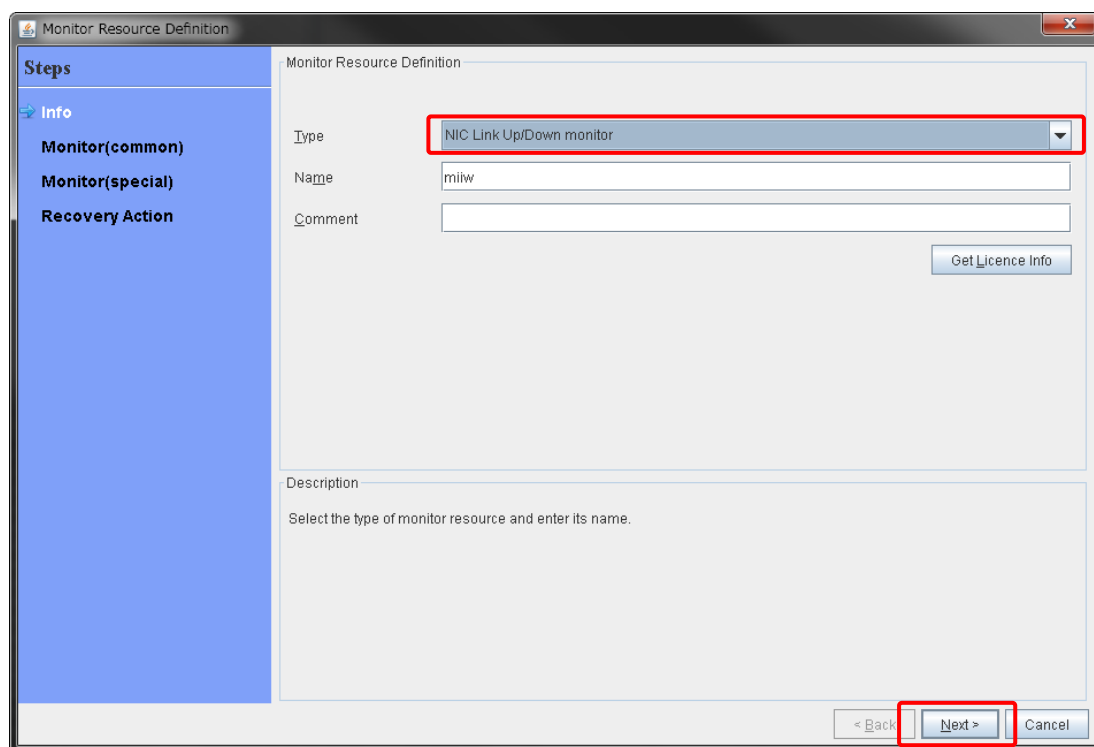 Monitor Resource Definition
x
Steps
Info
Monitor(common)
Monitor(special)
Recovery Action
Monitor Resource Definition
Type NIC Link Up/Down monitor
Name miiw
Comment
Get Licence Info
Description
Select the type of monitor resource and enter its name.
< Back Next > Cancel